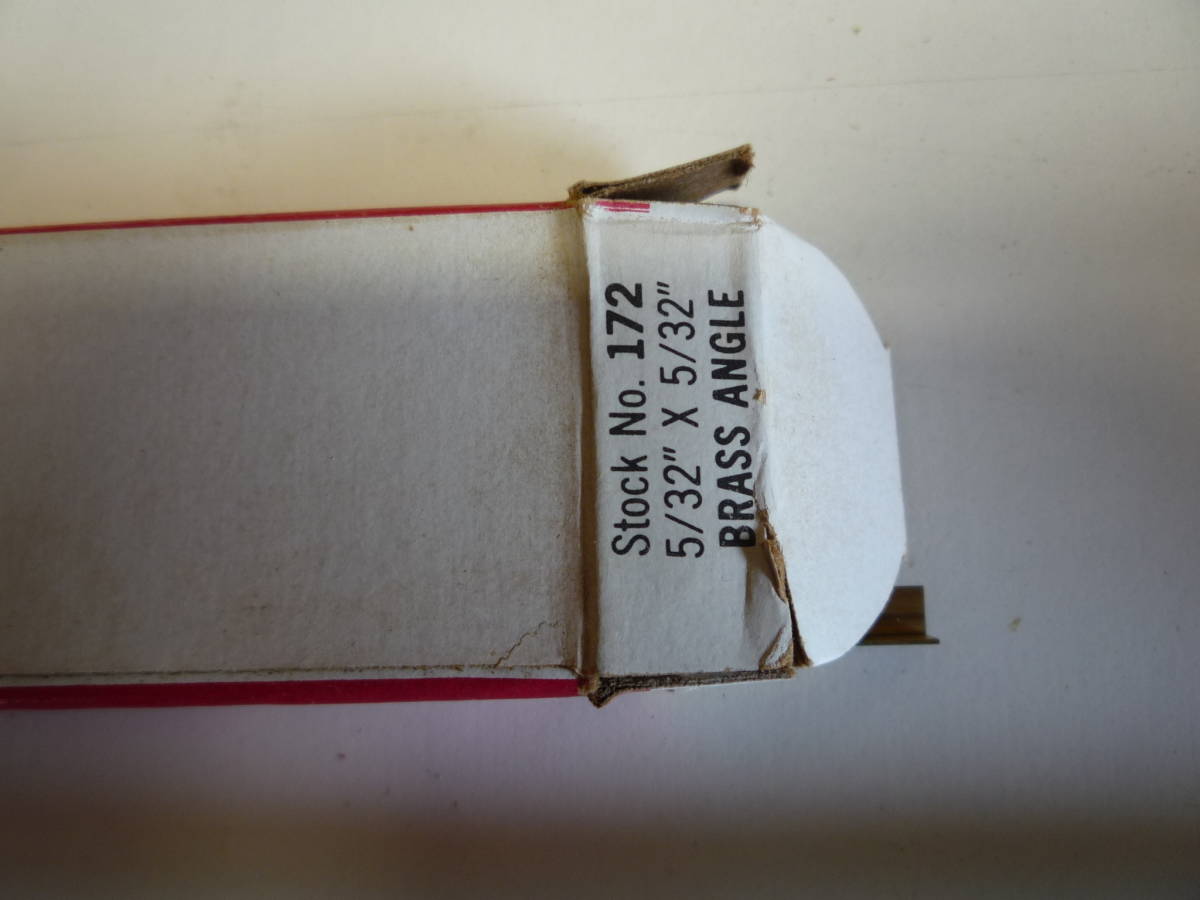 Stock No. 172
5/32" X 5/32"
BRASS ANGLE